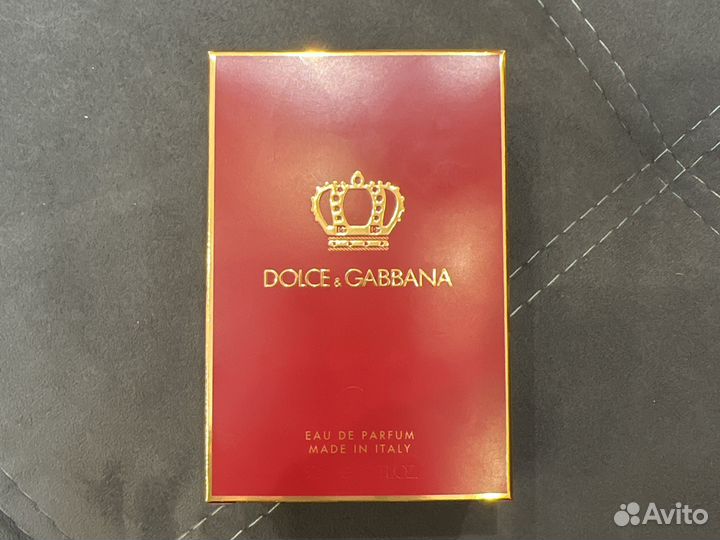 DOLCE & GABBANA
EAU DE PARFUM
MADE IN ITALY
Avito